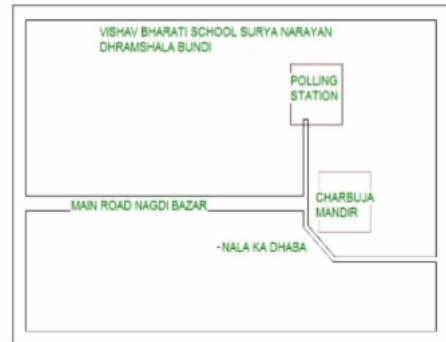 VISHAV BHARATI SCHOOL SURYA NARAYAN
DHRAMSHALA BUNDI
POLLING
STATION
CHARBUJA
MANDIR
MAIN ROAD NAGDI BAZAR
-NALA KA DHABA